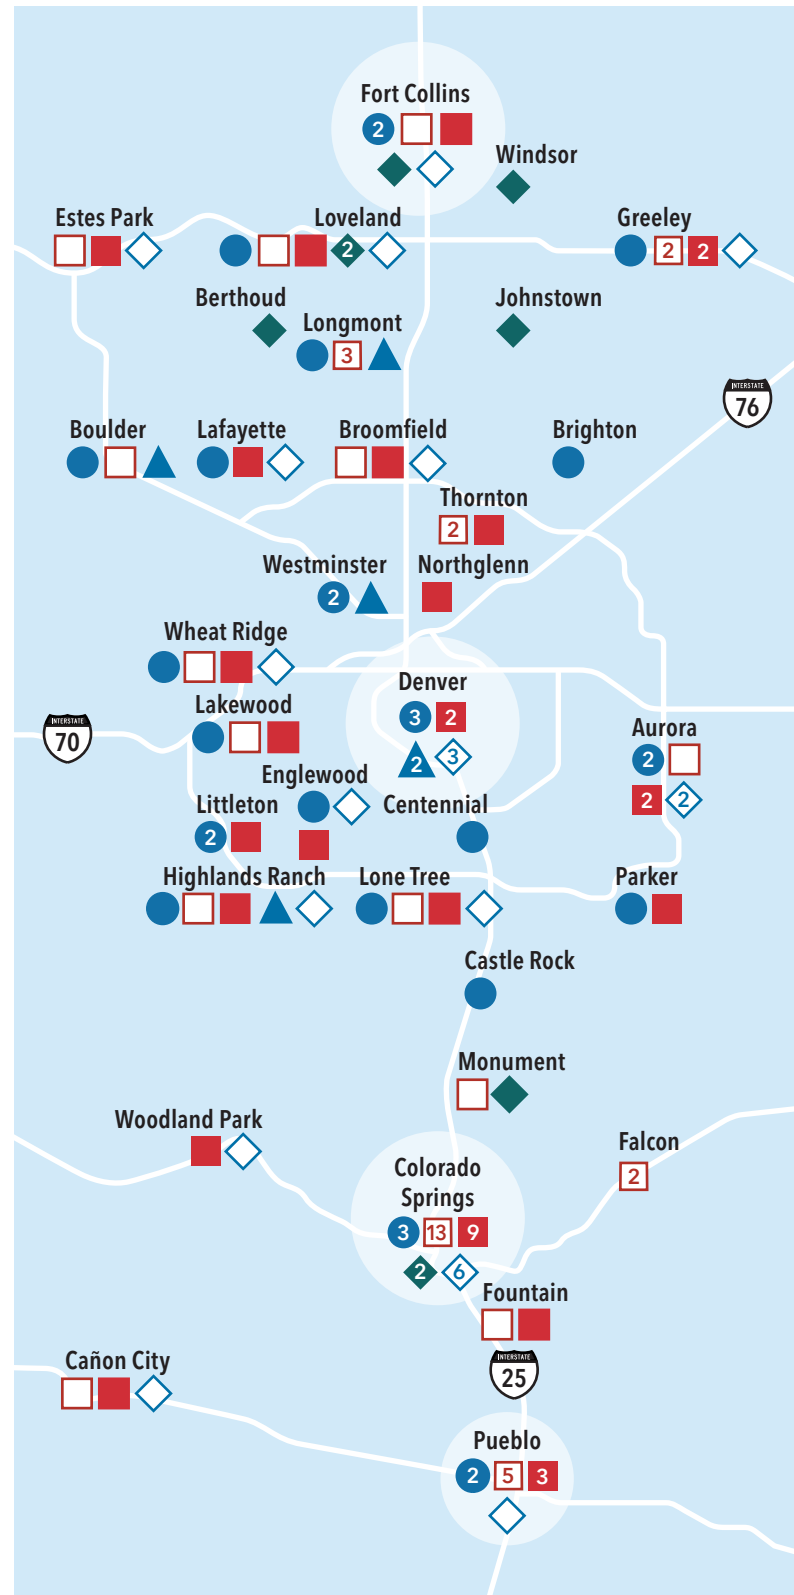 Fort Collins
2
Windsor
Estes Park
Loveland
2
Greeley
2 2
Berthoud
Johnstown
Longmont
3
INTERSTATE
76
Boulder
Lafayette
Broomfield
Brighton
Thornton
2
Westminster
2
Northglenn
Wheat Ridge
Denver
3 2
2 3
Lakewood
INTERSTATE
70
Aurora
2
2 2
Englewood
Littleton
2
Centennial
Highlands Ranch
Lone Tree
Parker
Castle Rock
Monument
Woodland Park
Falcon
2
Colorado
Springs
3 13 9
2 6
Fountain
INTERSTATE
25
Cañon City
Pueblo
2 5 3